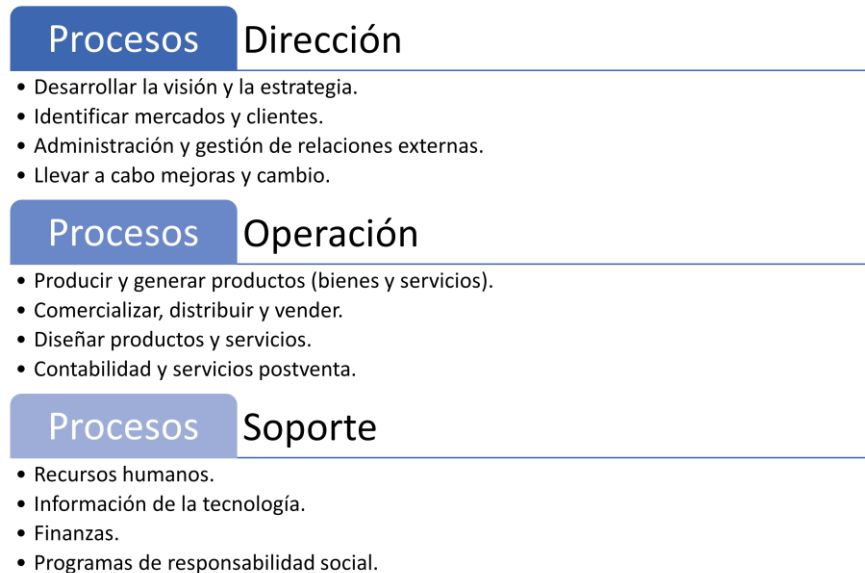 Procesos Dirección
• Desarrollar la visión y la estrategia.
• Identificar mercados y clientes.
• Administración y gestión de relaciones externas.
• Llevar a cabo mejoras y cambio.
Procesos Operación
• Producir y generar productos (bienes y servicios).
• Comercializar, distribuir y vender.
• Diseñar productos y servicios.
• Contabilidad y servicios postventa.
Procesos Soporte
• Recursos humanos.
• Información de la tecnología.
• Finanzas.
• Programas de responsabilidad social.